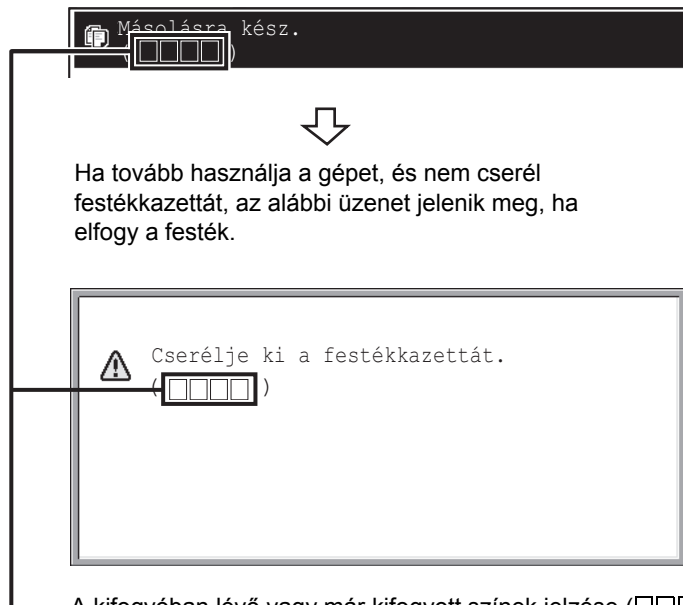 Másolásra kész.
(□□□□)
Ha tovább használja a gépet, és nem cserél
festékkazettát, az alábbi üzenet jelenik meg, ha
elfogy a festék.
Cserélje ki a festékkazettát.
(□□□□)
A kifogyóban lévő vagy már kifogyott színek jelzése (□□□